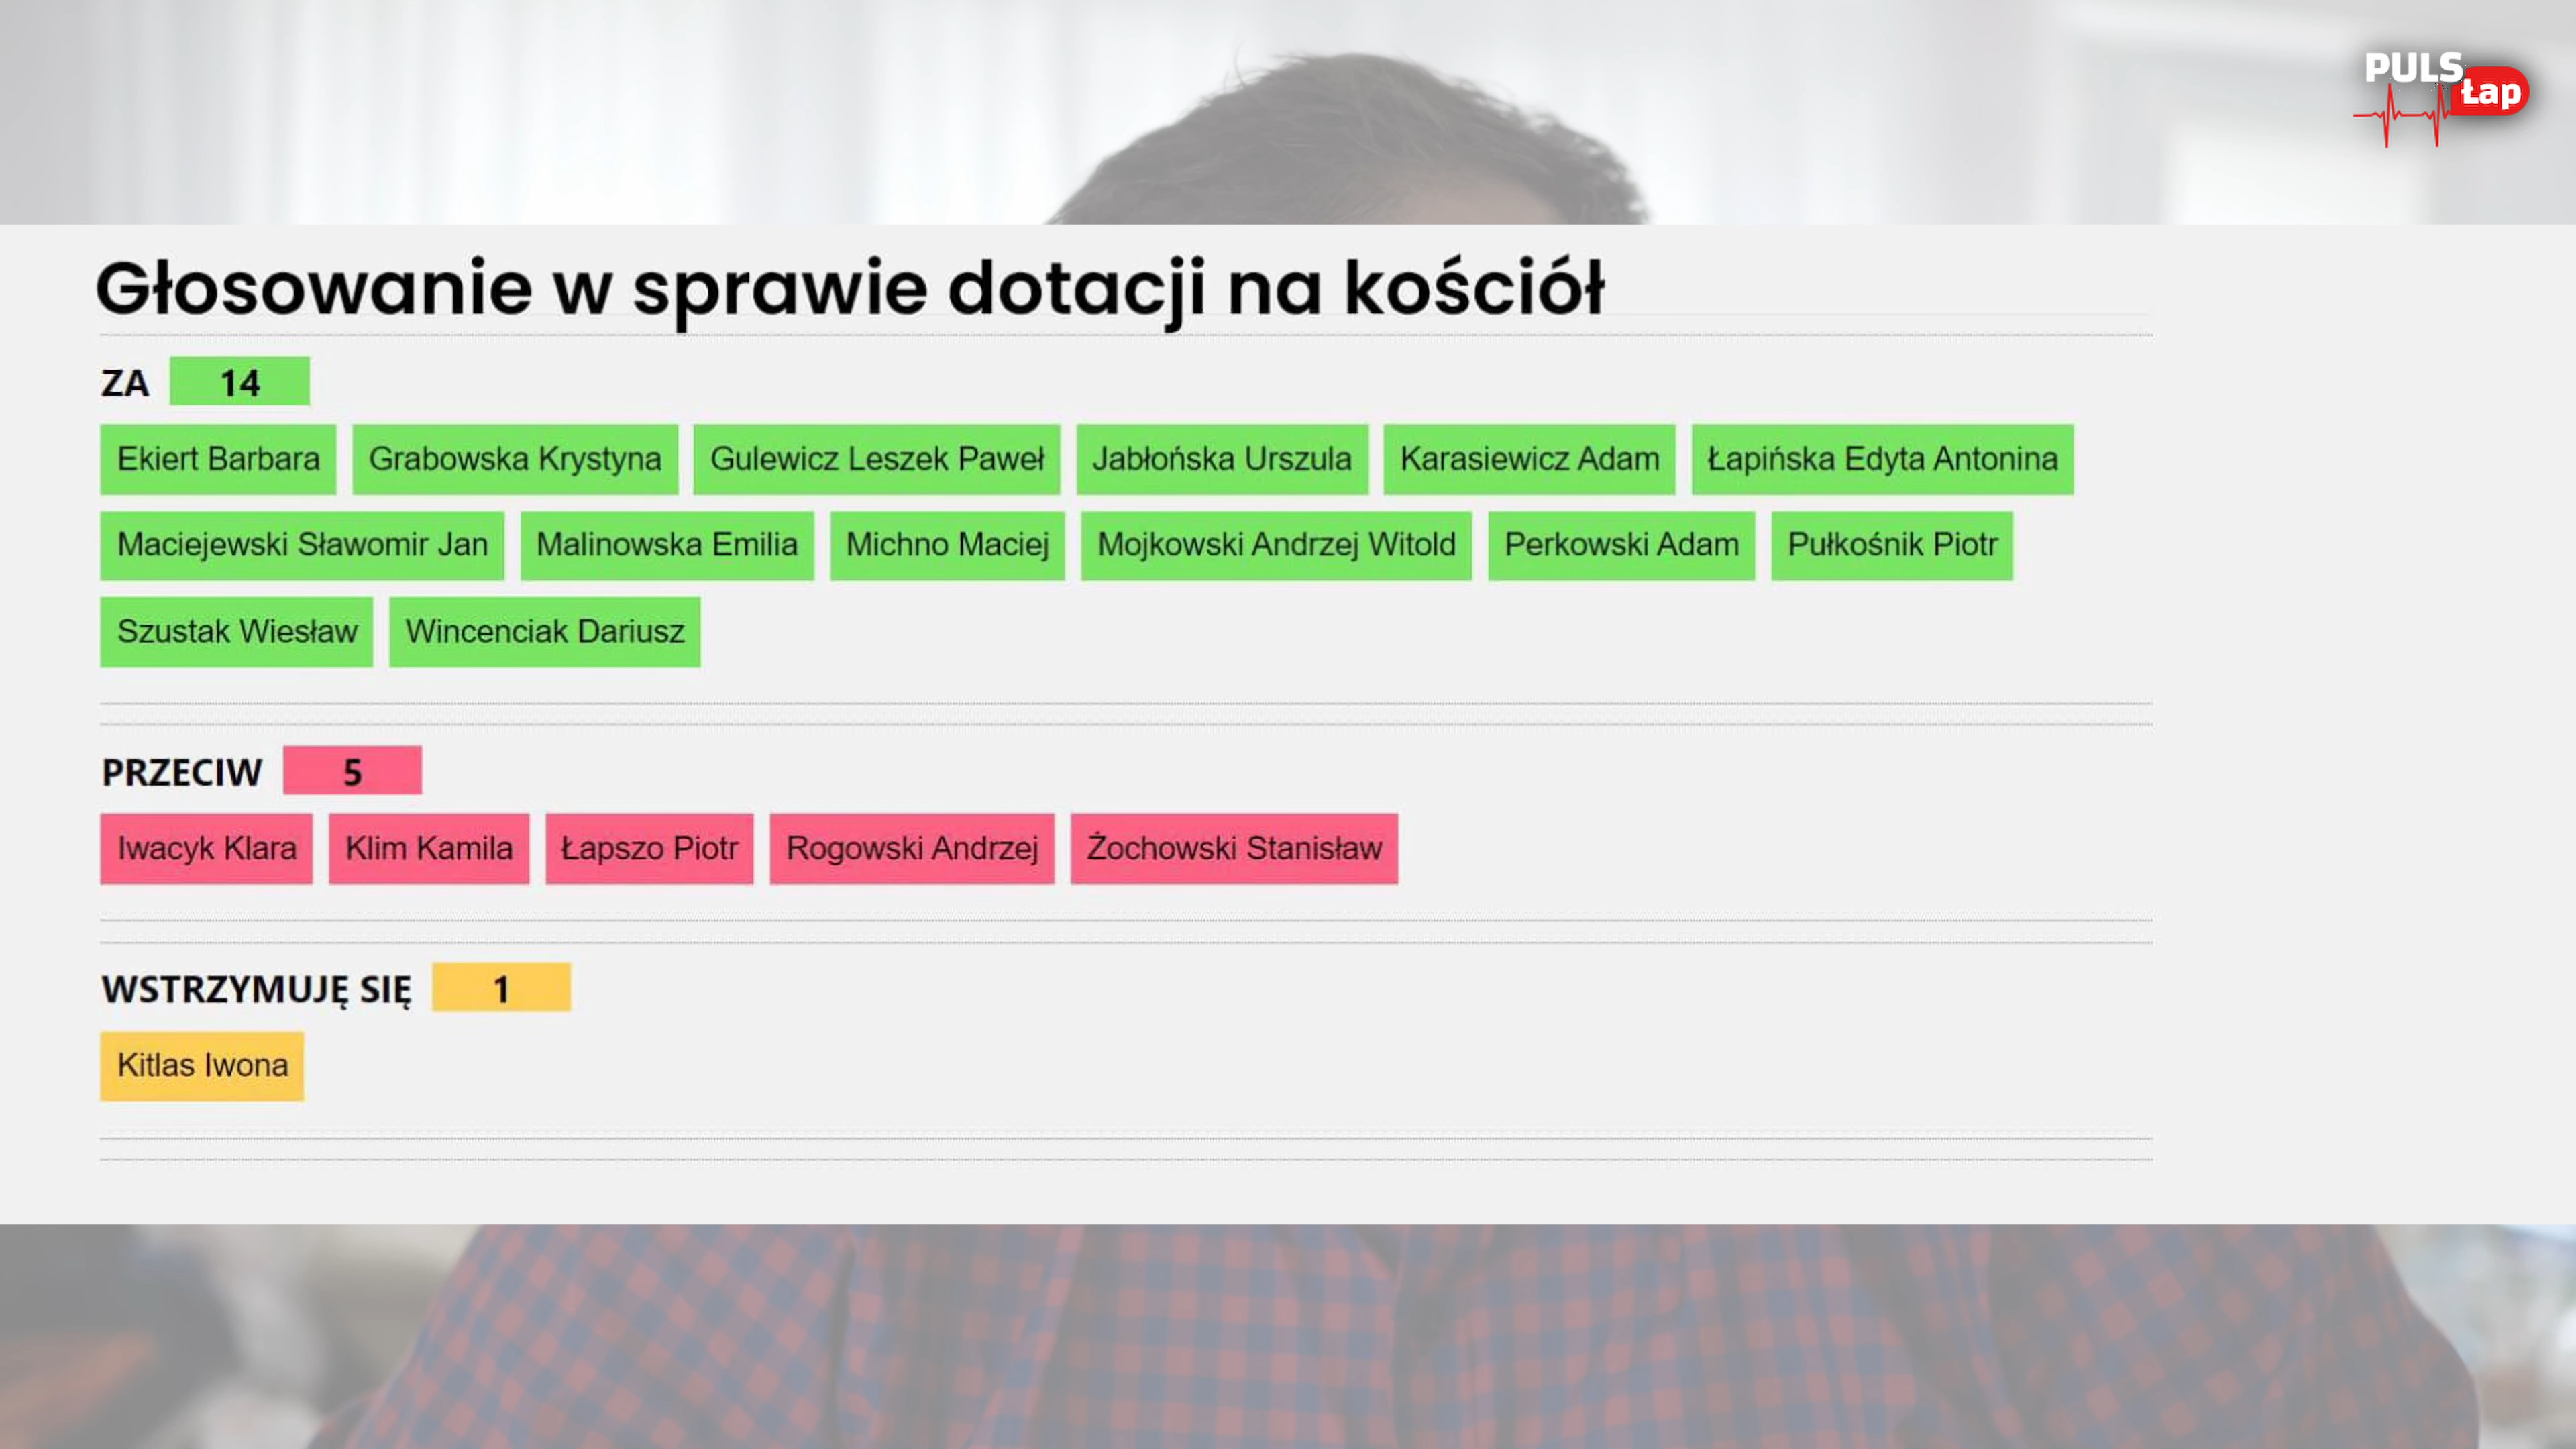 PULS
Łap
Głosowanie w sprawie dotacji na kościół
ZA 14
Ekiert Barbara Grabowska Krystyna Gulewicz Leszek Paweł Jabłońska Urszula Karasiewicz Adam Łapińska Edyta Antonina
Maciejewski Sławomir Jan Malinowska Emilia Michno Maciej Mojkowski Andrzej Witold Perkowski Adam Pułkośnik Piotr
Szustak Wiesław Wincenciak Dariusz
PRZECIW 5
Iwacyk Klara Klim Kamila Łapszo Piotr Rogowski Andrzej Żochowski Stanisław
WSTRZYMUJĘ SIĘ 1
Kitlas Iwona